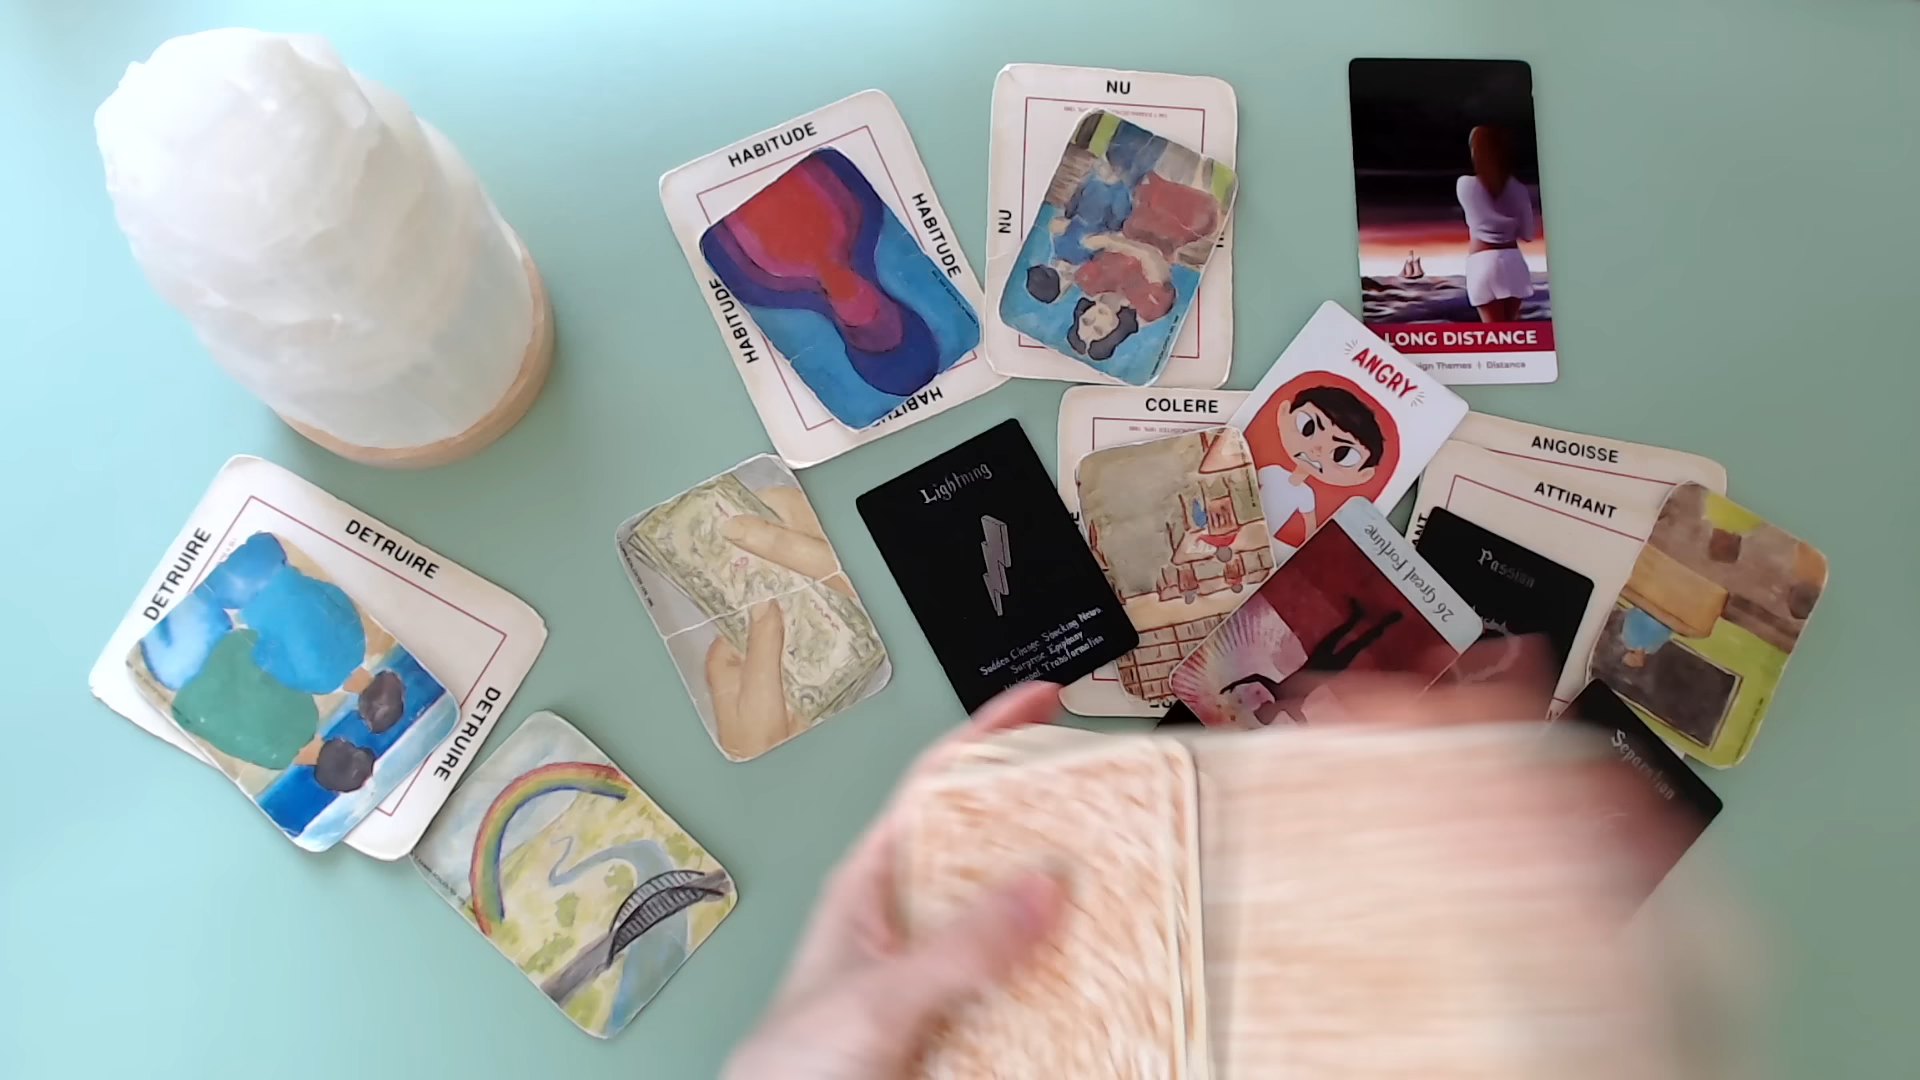 HABITUDE
HABITUDE
HABITUDE
NU
NU
LONG DISTANCE
Themes | Distance
ANGRY
COLERE
ANGOISSE
ATTIRANT
Lightning
Sudden Change Shocking News
Surprise Epiphany
Transformation
26 Great Fortune
Passion
Separation
DETRUIRE
DETRUIRE
DETRUIRE